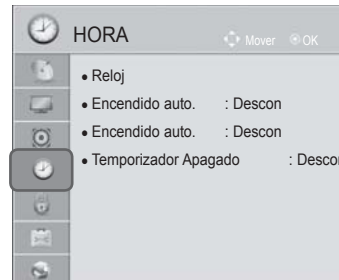 HORA Mover OK
● Reloj
● Encendido auto. : Descon
● Encendido auto. : Descon
● Temporizador Apagado : Descon